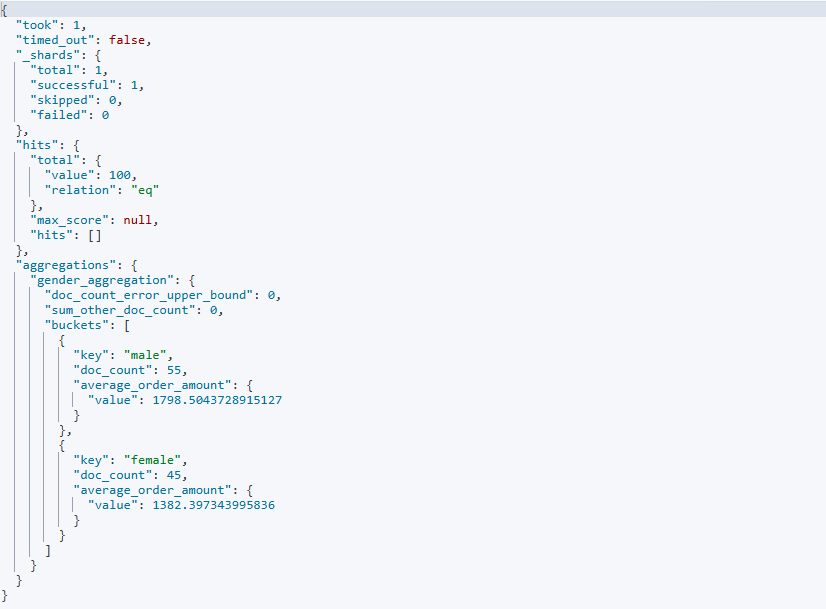 {
  "took": 1,
  "timed_out": false,
  "_shards": {
    "total": 1,
    "successful": 1,
    "skipped": 0,
    "failed": 0
  },
  "hits": {
    "total": {
      "value": 100,
      "relation": "eq"
    },
    "max_score": null,
    "hits": []
  },
  "aggregations": {
    "gender_aggregation": {
      "doc_count_error_upper_bound": 0,
      "sum_other_doc_count": 0,
      "buckets": [
        {
          "key": "male",
          "doc_count": 55,
          "average_order_amount": {
            "value": 1798.5043728915127
          }
        },
        {
          "key": "female",
          "doc_count": 45,
          "average_order_amount": {
            "value": 1382.397343995836
          }
        }
      ]
    }
  }
}